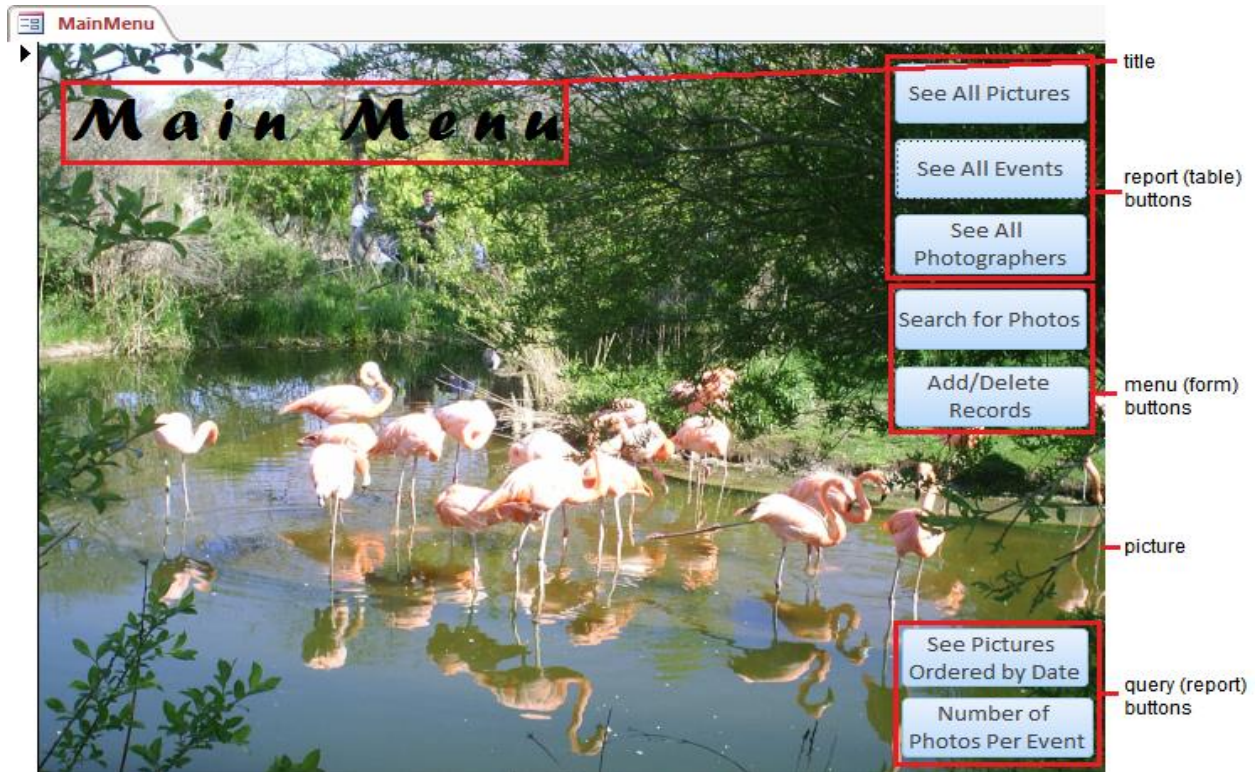 MainMenu
Main Menu
title
See All Pictures
See All Events
report (table)
buttons
See All
Photographers
Search for Photos
Add/Delete
Records
menu (form)
buttons
picture
See Pictures
Ordered by Date
query (report)
buttons
Number of
Photos Per Event